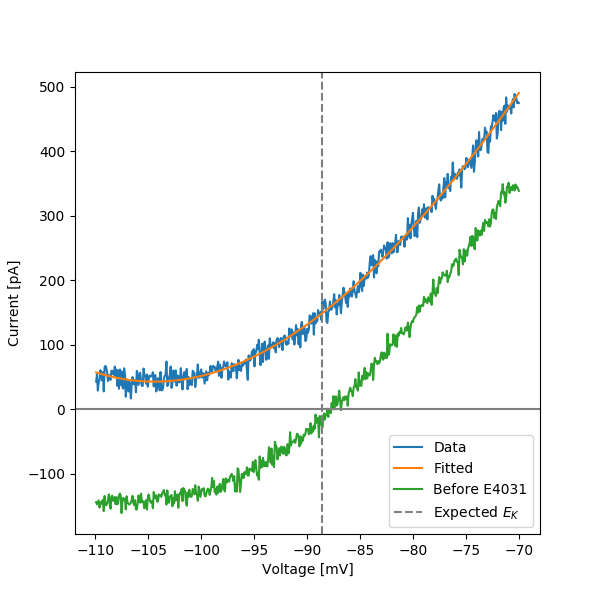 500
400
300
200
100
0
−100
Current [pA]
−110
−105
−100
−95
−90
−85
−80
−75
−70
Voltage [mV]
Data
Fitted
Before E4031
Expected E_K